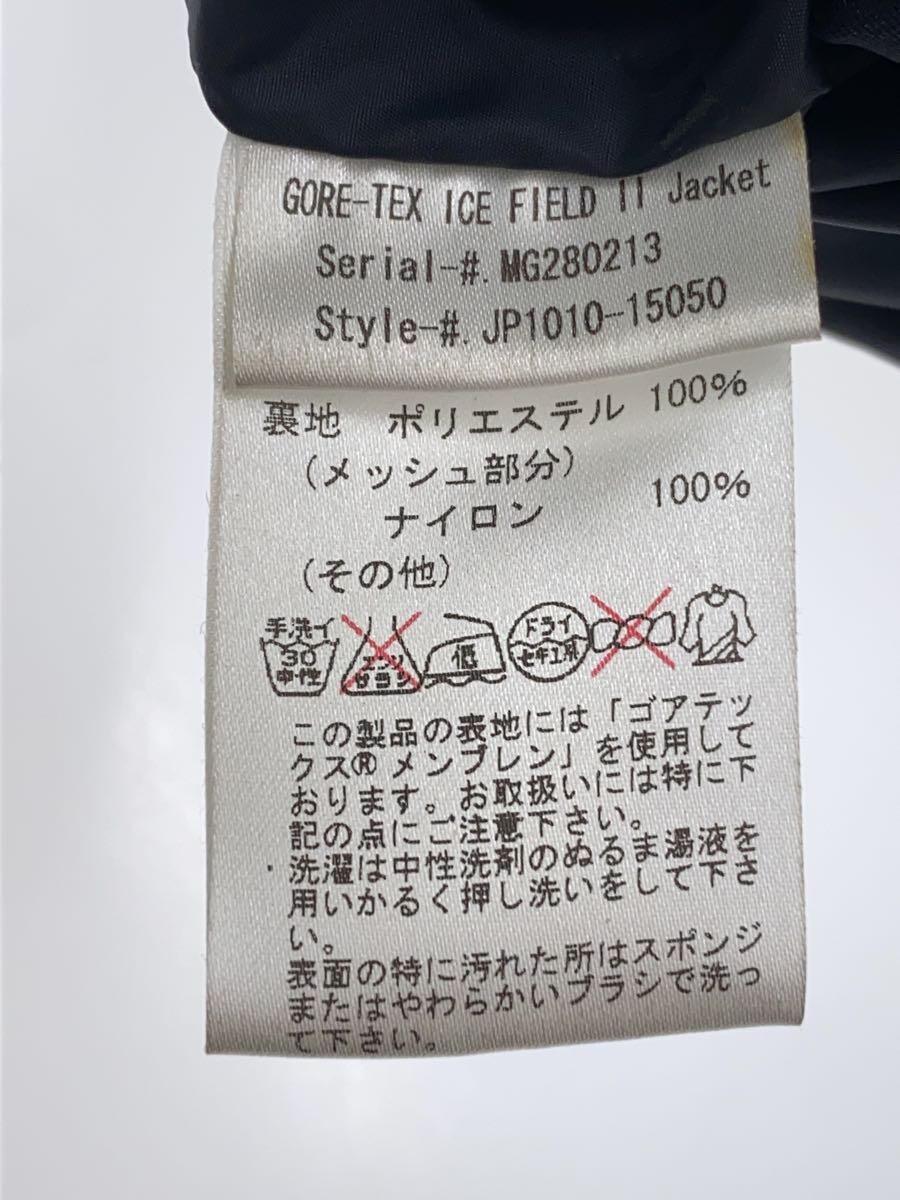 GORE-TEX ICE FIELD II Jacket
Serial-#.MG280213
Style-#.JP1010-15050
裏地 ポリエステル 100%
(メッシュ部分)
ナイロン 100%
(その他)
手洗イ
30
中性
エンソ
サラシ
低
ドライ
セキユ系
この製品の表地には「ゴアテッ
クス®メンブレン」を使用して
おります。お取扱いには特に下
記の点にご注意下さい。
・洗濯は中性洗剤のぬるま湯液を
用いかるく押し洗いをして下さ
い。
表面の特に汚れた所はスポンジ
またはやわらかいブラシで洗っ
て下さい。